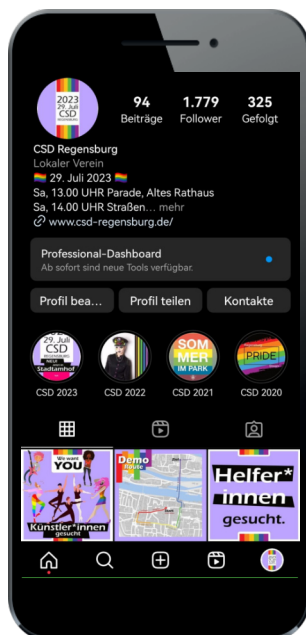 2023
29. Juli
CSD
REGENSBURG
94
1.779
325
Beiträge
Follower
Gefolgt
CSD Regensburg
Lokaler Verein
29. Juli 2023
Sa, 13.00 UHR Parade, Altes Rathaus
Sa, 14.00 UHR Straßen… mehr
www.csd-regensburg.de/
Professional-Dashboard
Ab sofort sind neue Tools verfügbar.
Profil bea...
Profil teilen
Kontakte
29. Juli
CSD
REGENSBURG
NEUE
Stadtamhof
SOM
MER
IM PARK
PRIDE
CSD 2023
CSD 2022
CSD 2021
CSD 2020
We want
YOU
Künstler*innen
gesucht
Demo
Route
Helfer*
innen
gesucht.